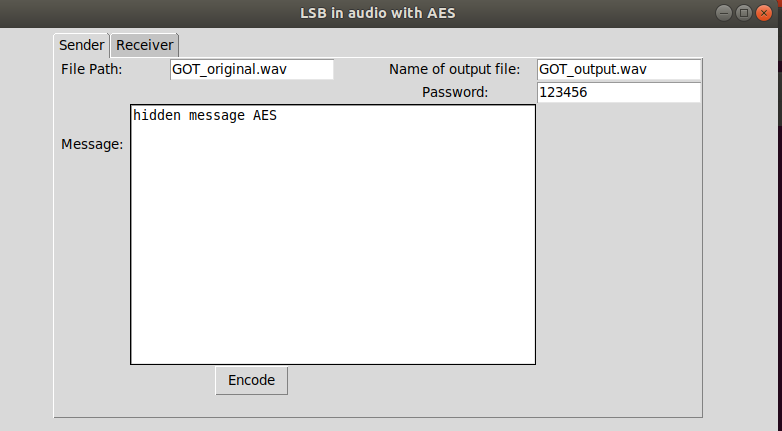 LSB in audio with AES
Sender Receiver
File Path: GOT_original.wav Name of output file: GOT_output.wav
Password: 123456
hidden message AES
Message:
Encode